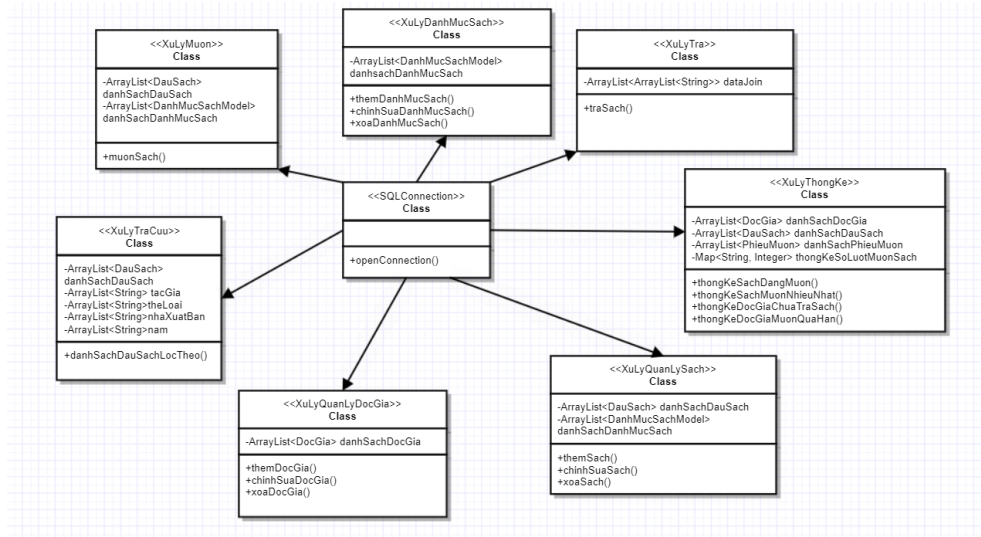 <<XuLyMuon>>
Class
-ArrayList<DauSach>
danhSachDauSach
-ArrayList<DanhMucSachModel>
danhSachDanhMucSach
+muonSach()
<<XuLyDanhMucSach>>
Class
-ArrayList<DanhMucSachModel>
danhsachDanhMucSach
+themDanhMucSach()
+chinhSuaDanhMucSach()
+xoaDanhMucSach()
<<XuLyTra>>
Class
-ArrayList<ArrayList<String>> dataJoin
+traSach()
<<SQLConnection>>
Class
+openConnection()
<<XuLyThongKe>>
Class
-ArrayList<DocGia> danhSachDocGia
-ArrayList<DauSach> danhSachDauSach
-ArrayList<PhieuMuon> danhSachPhieuMuon
-Map<String, Integer> thongKeSoLuotMuonSach
+thongKeSachDangMuon()
+thongKeSachMuonNhieuNhat()
+thongKeDocGiaChuaTraSach()
+thongKeDocGiaMuonQuaHan()
<<XuLyTraCuu>>
Class
-ArrayList<DauSach>
danhSachDauSach
-ArrayList<String> tacGia
-ArrayList<String>theLoai
-ArrayList<String>nhaXuatBan
-ArrayList<String>nam
+danhSachDauSachLocTheo()
<<XuLyQuanLyDocGia>>
Class
-ArrayList<DocGia> danhSachDocGia
+themDocGia()
+chinhSuaDocGia()
+xoaDocGia()
<<XuLyQuanLySach>>
Class
-ArrayList<DauSach> danhSachDauSach
-ArrayList<DanhMucSachModel>
danhSachDanhMucSach
+themSach()
+chinhSuaSach()
+xoaSach()